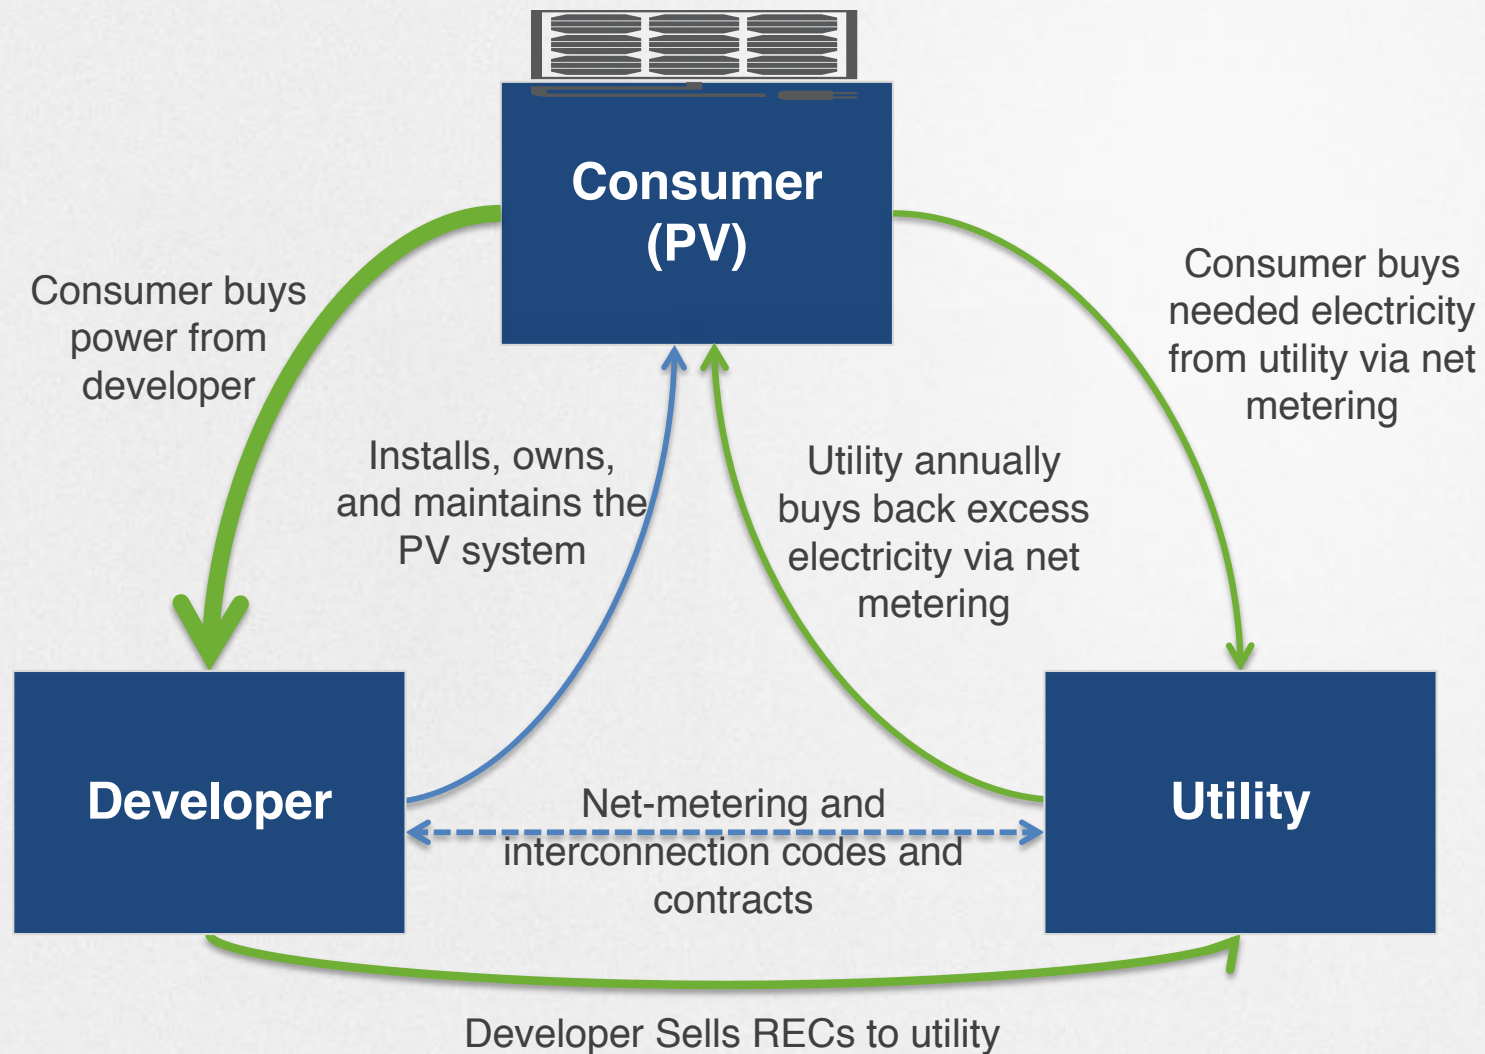 Consumer
(PV)
Consumer buys
power from
developer
Consumer buys
needed electricity
from utility via net
metering
Installs, owns,
and maintains the
PV system
Utility annually
buys back excess
electricity via net
metering
Developer
Net-metering and
interconnection codes and
contracts
Utility
Developer Sells RECs to utility